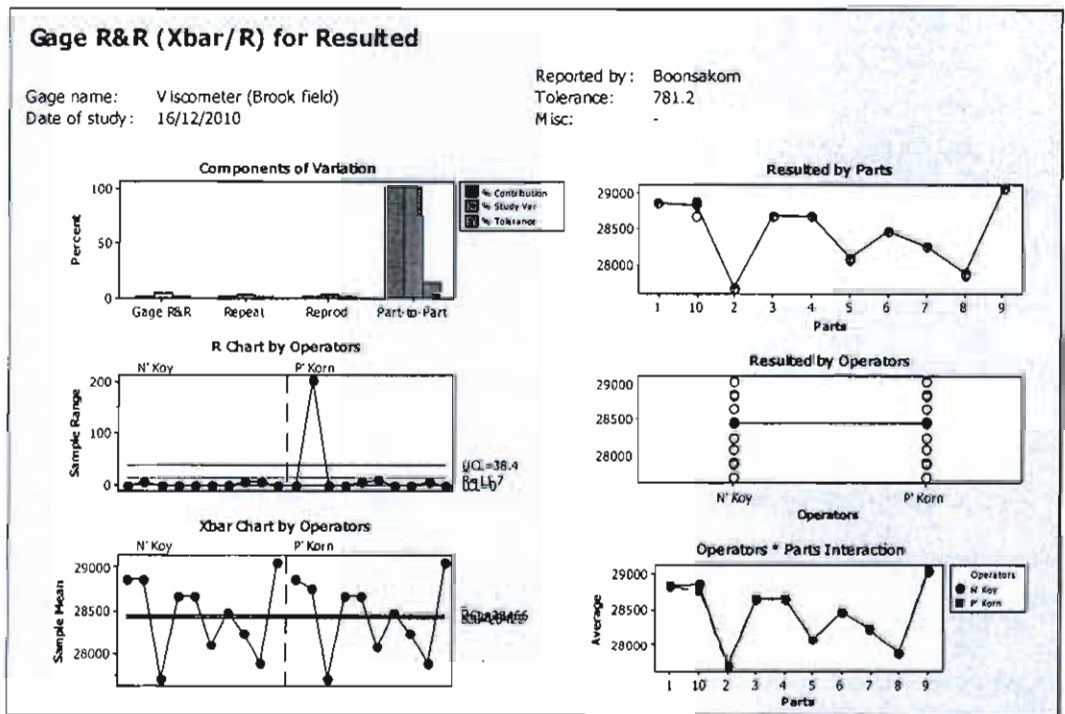 Gage R&R (Xbar/R) for Resulted
Gage name: Viscometer (Brook field)
Date of study: 16/12/2010
Reported by: Boonsakorn
Tolerance: 781.2
Misc: -
Components of Variation
Percent
100
50
0
Gage R&R Repeat Reprod Part-to-Part
% Contribution
% Study Var
% Tolerance
R Chart by Operators
N' Koy P' Korn
Sample Range
200
100
0
UCL=38.4
Xbar Chart by Operators
N' Koy P' Korn
Sample Mean
29000
28500
28000
Resulted by Parts
29000
28500
28000
1 10 2 3 4 5 6 7 8 9
Parts
Resulted by Operators
29000
28500
28000
N' Koy P' Korn
Operators
Operators * Parts Interaction
Average
29000
28500
28000
1 10 2 3 4 5 6 7 8 9
Parts
Operators
N' Koy
P' Korn